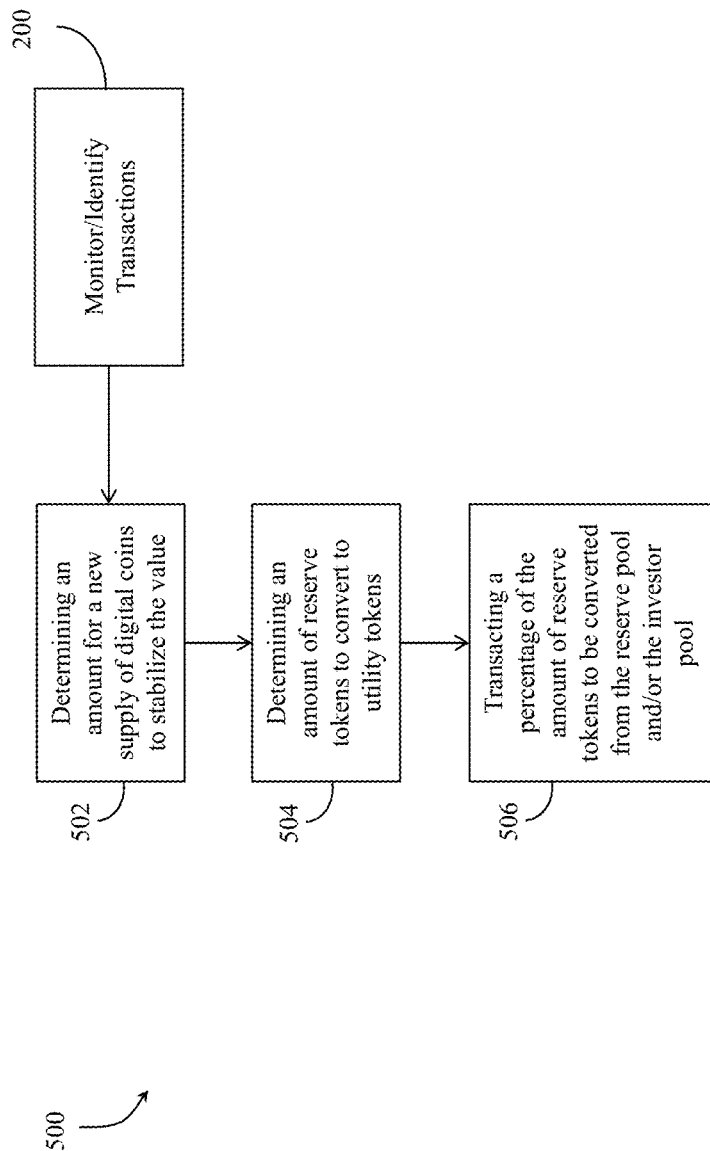 200
Monitor/Identify
Transactions
Determining an
amount for a new
supply of digital coins
to stabilize the value
502
Determining an
amount of reserve
tokens to convert to
utility tokens
504
Transacting a
percentage of the
amount of reserve
tokens to be converted
from the reserve pool
and/or the investor
pool
506
500